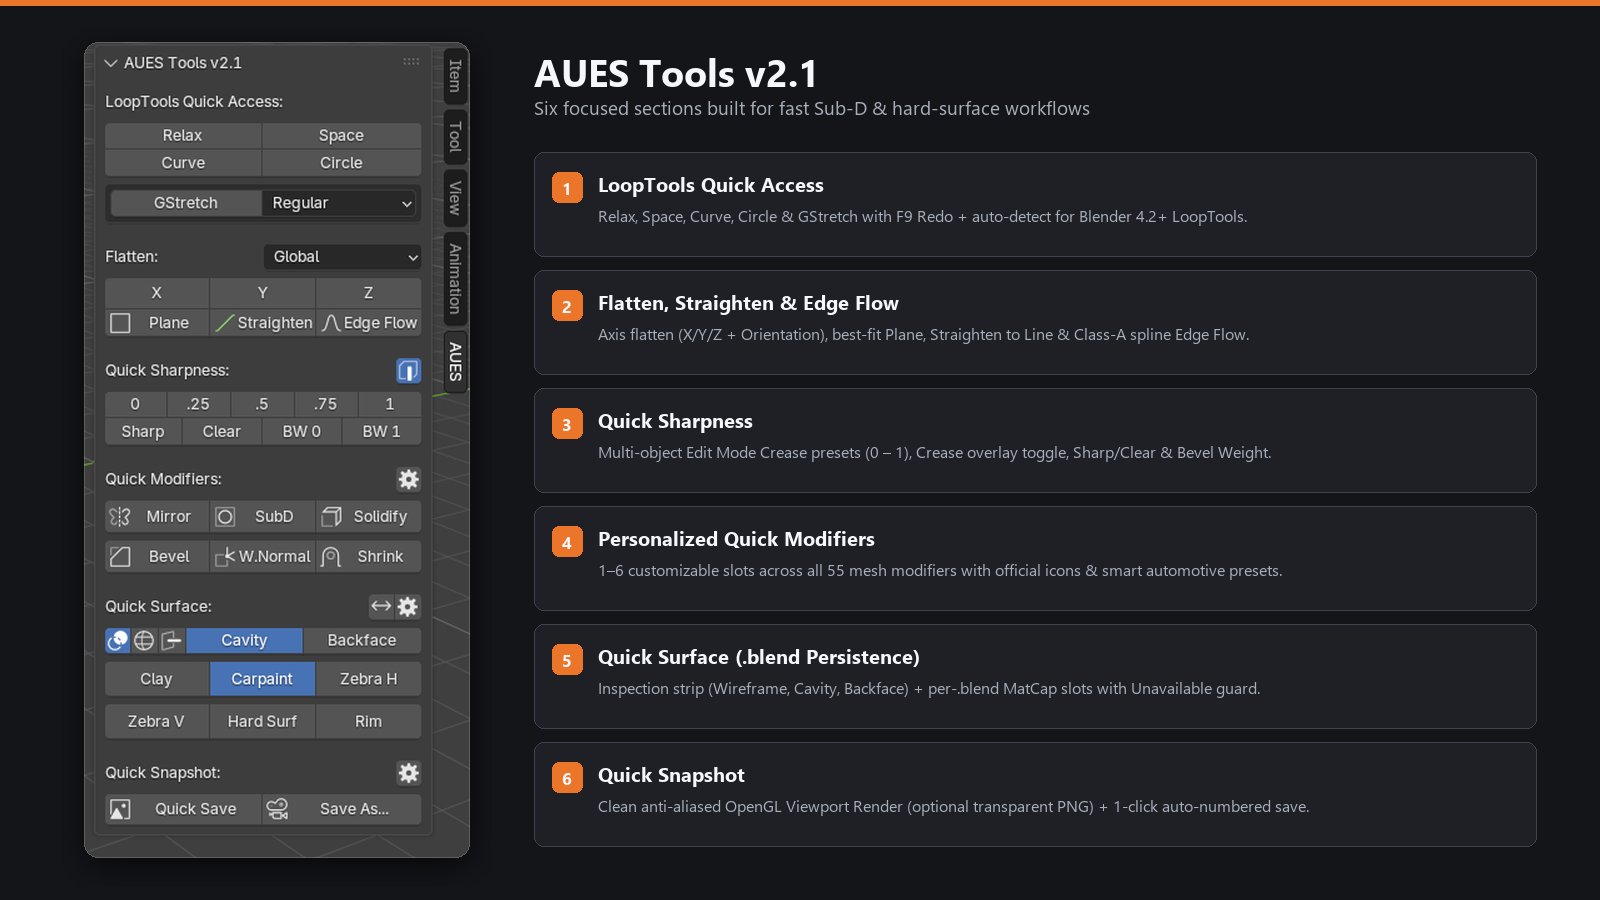 AUES Tools v2.1
LoopTools Quick Access:
Relax Space
Curve Circle
GStretch Regular
Flatten: Global
X Y Z
Plane Straighten Edge Flow
Quick Sharpness:
0 .25 .5 .75 1
Sharp Clear BW 0 BW 1
Quick Modifiers:
Mirror SubD Solidify
Bevel W.Normal Shrink
Quick Surface:
Cavity Backface
Clay Carpaint Zebra H
Zebra V Hard Surf Rim
Quick Snapshot:
Quick Save Save As...
Item
Tool
View
Animation
AUES
AUES Tools v2.1
Six focused sections built for fast Sub-D & hard-surface workflows
1 LoopTools Quick Access
Relax, Space, Curve, Circle & GStretch with F9 Redo + auto-detect for Blender 4.2+ LoopTools.
2 Flatten, Straighten & Edge Flow
Axis flatten (X/Y/Z + Orientation), best-fit Plane, Straighten to Line & Class-A spline Edge Flow.
3 Quick Sharpness
Multi-object Edit Mode Crease presets (0 – 1), Crease overlay toggle, Sharp/Clear & Bevel Weight.
4 Personalized Quick Modifiers
1–6 customizable slots across all 55 mesh modifiers with official icons & smart automotive presets.
5 Quick Surface (.blend Persistence)
Inspection strip (Wireframe, Cavity, Backface) + per-.blend MatCap slots with Unavailable guard.
6 Quick Snapshot
Clean anti-aliased OpenGL Viewport Render (optional transparent PNG) + 1-click auto-numbered save.